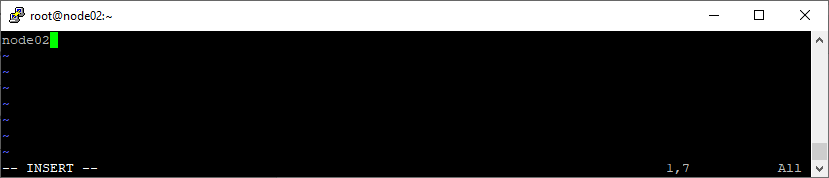 root@node02:~
node02
~
~
~
~
~
~
~
-- INSERT -- 1,7 All